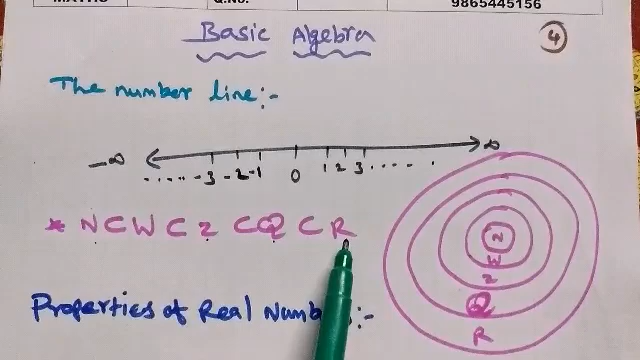 MATHS Q.No. 9865445156
Basic Algebra
4
The number line:-
-∞ ..... -3 -2 -1 0 1 2 3 ..... ∞
* N ⊂ W ⊂ Z ⊂ Q ⊂ R
N
W
Z
Q
R
Properties of Real Numbers:-